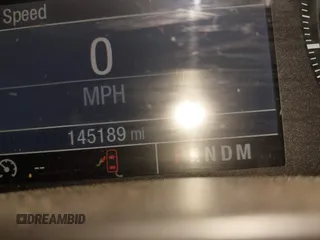 Speed
0
MPH
145189 mi
-- NDM
DREAMBID